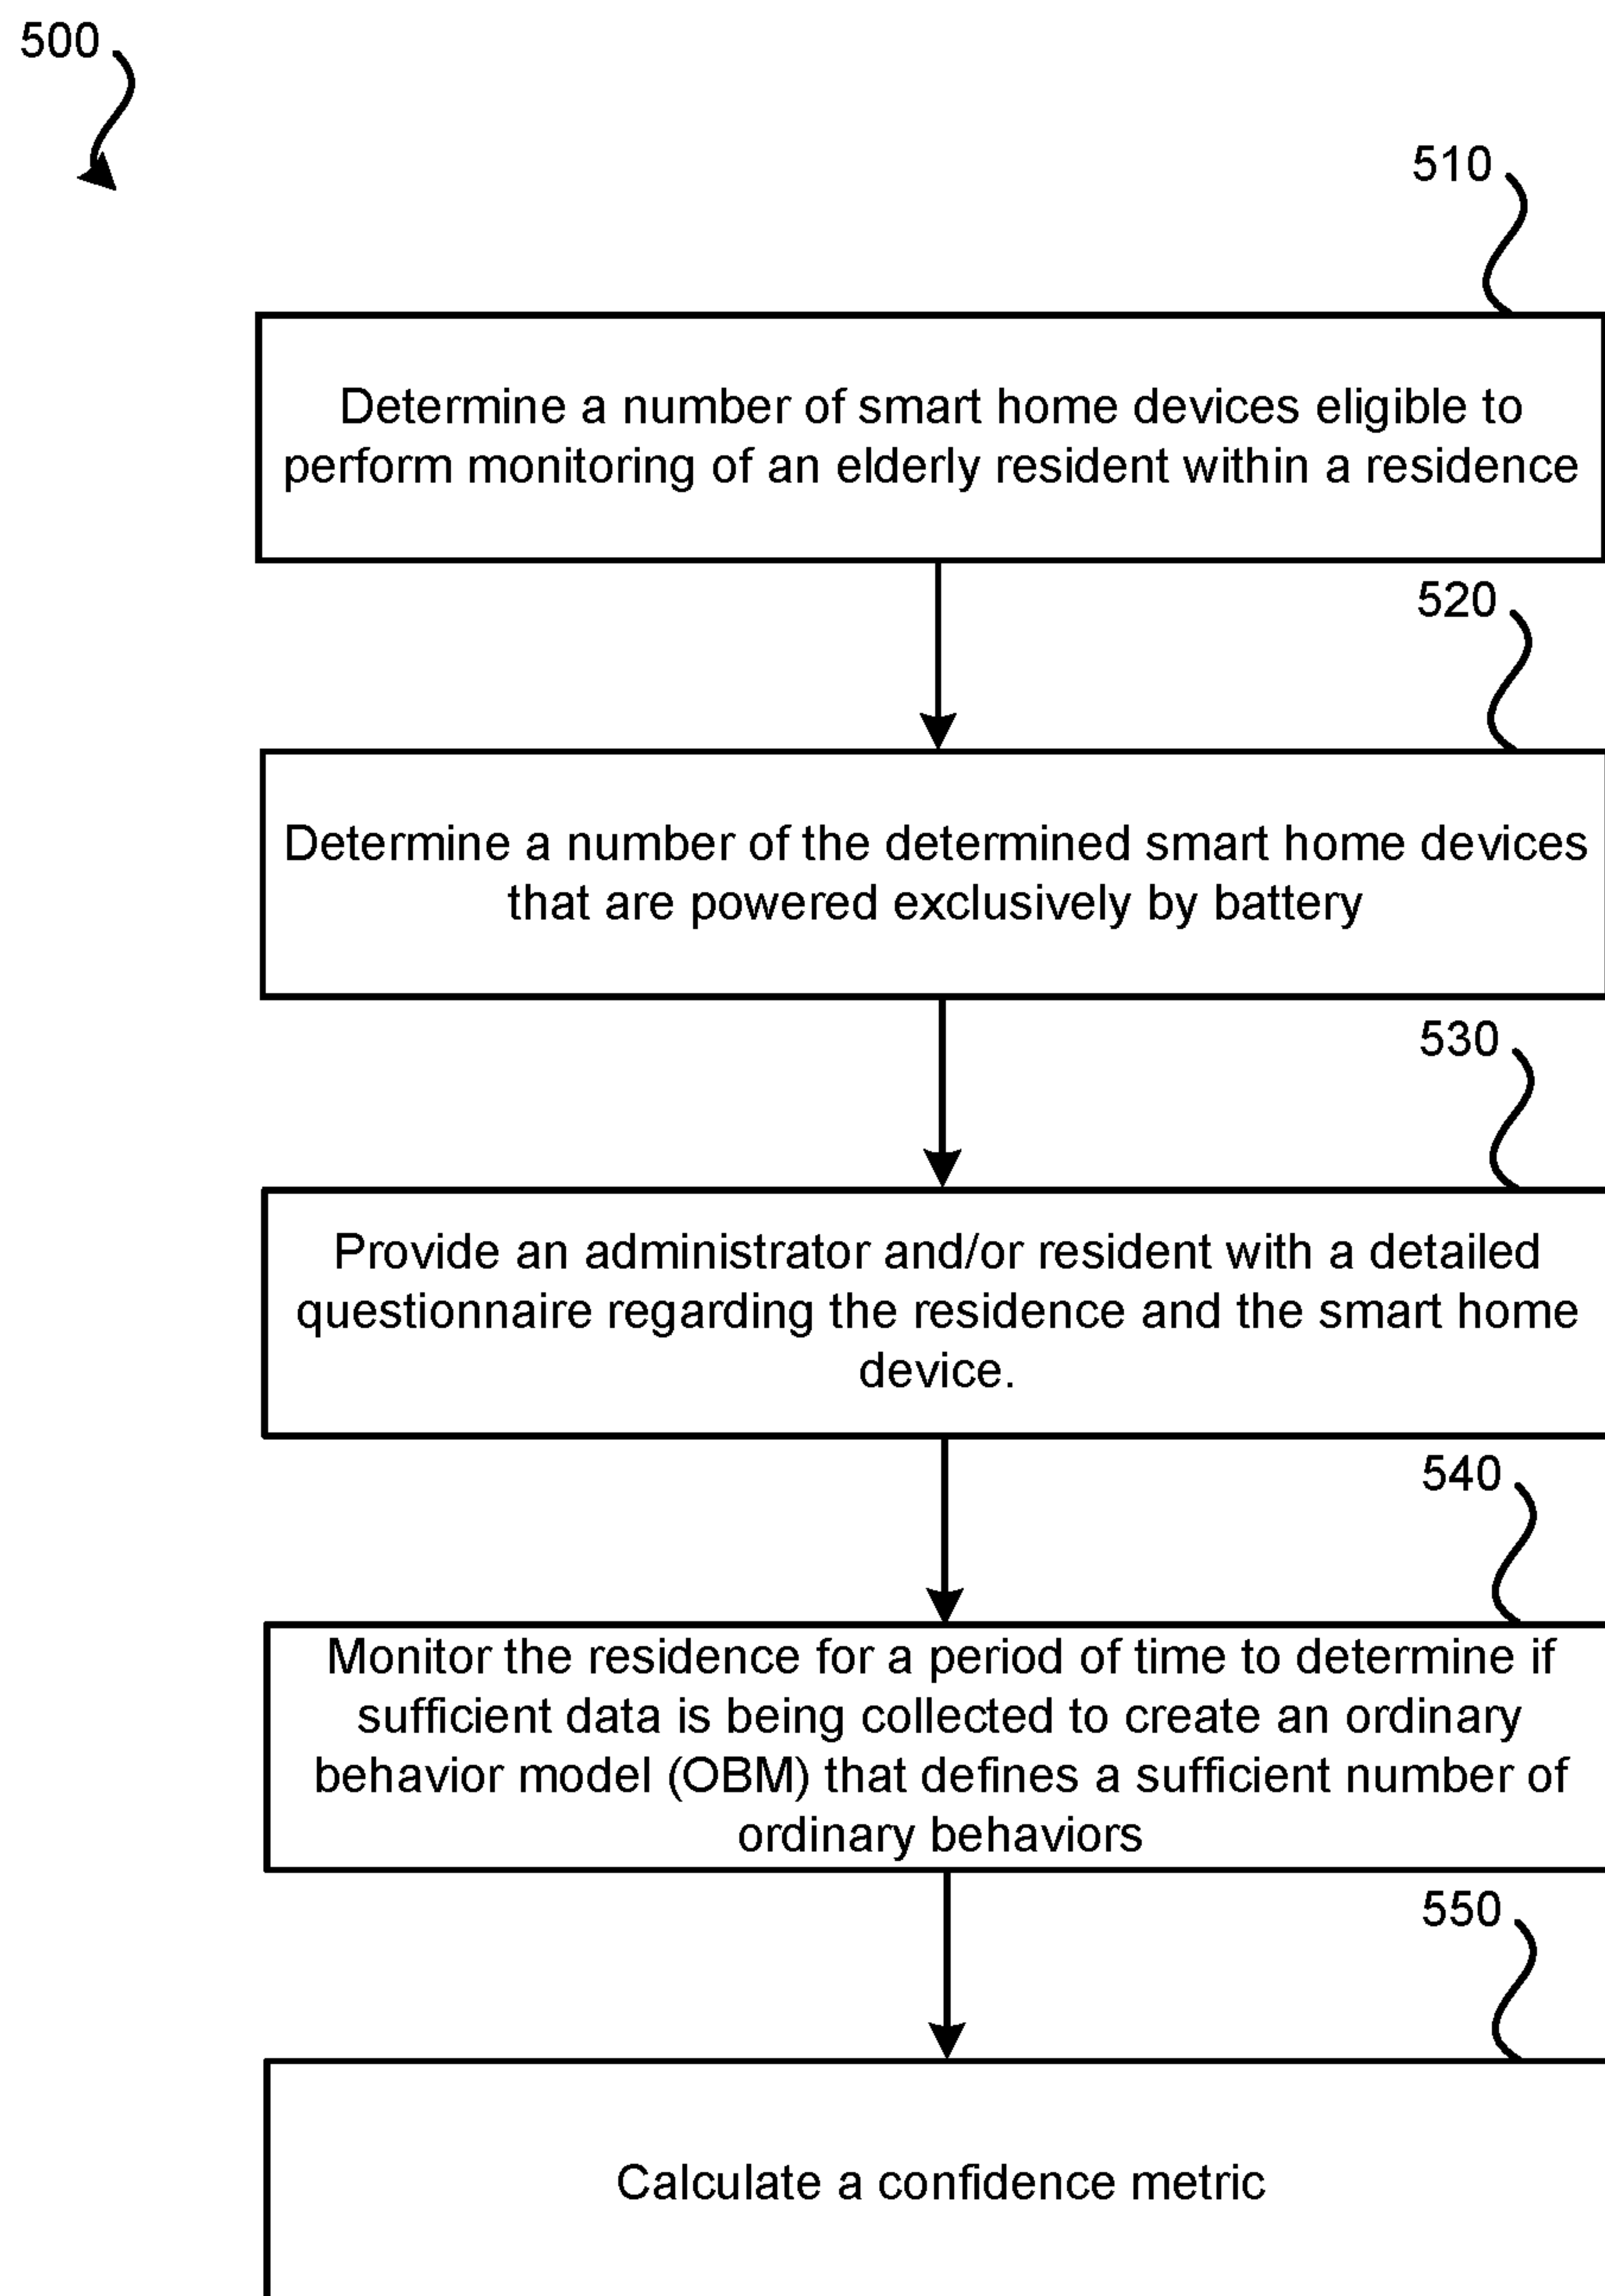 500
510
Determine a number of smart home devices eligible to
perform monitoring of an elderly resident within a residence
520
Determine a number of the determined smart home devices
that are powered exclusively by battery
530
Provide an administrator and/or resident with a detailed
questionnaire regarding the residence and the smart home
device.
540
Monitor the residence for a period of time to determine if
sufficient data is being collected to create an ordinary
behavior model (OBM) that defines a sufficient number of
ordinary behaviors
550
Calculate a confidence metric